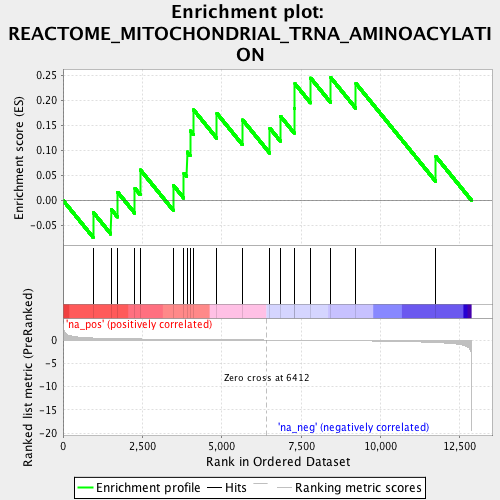 Enrichment plot:
REACTOME_MITOCHONDRIAL_TRNA_AMINOACYLATI
ON
Enrichment score (ES)
0.25
0.20
0.15
0.10
0.05
0.00
-0.05
Ranked list metric (PreRanked)
'na_pos' (positively correlated)
0
-5
-10
-15
-20
Zero cross at 6412
'na_neg' (negatively correlated)
0
2,500
5,000
7,500
10,000
12,500
Rank in Ordered Dataset
Enrichment profile
Hits
Ranking metric scores